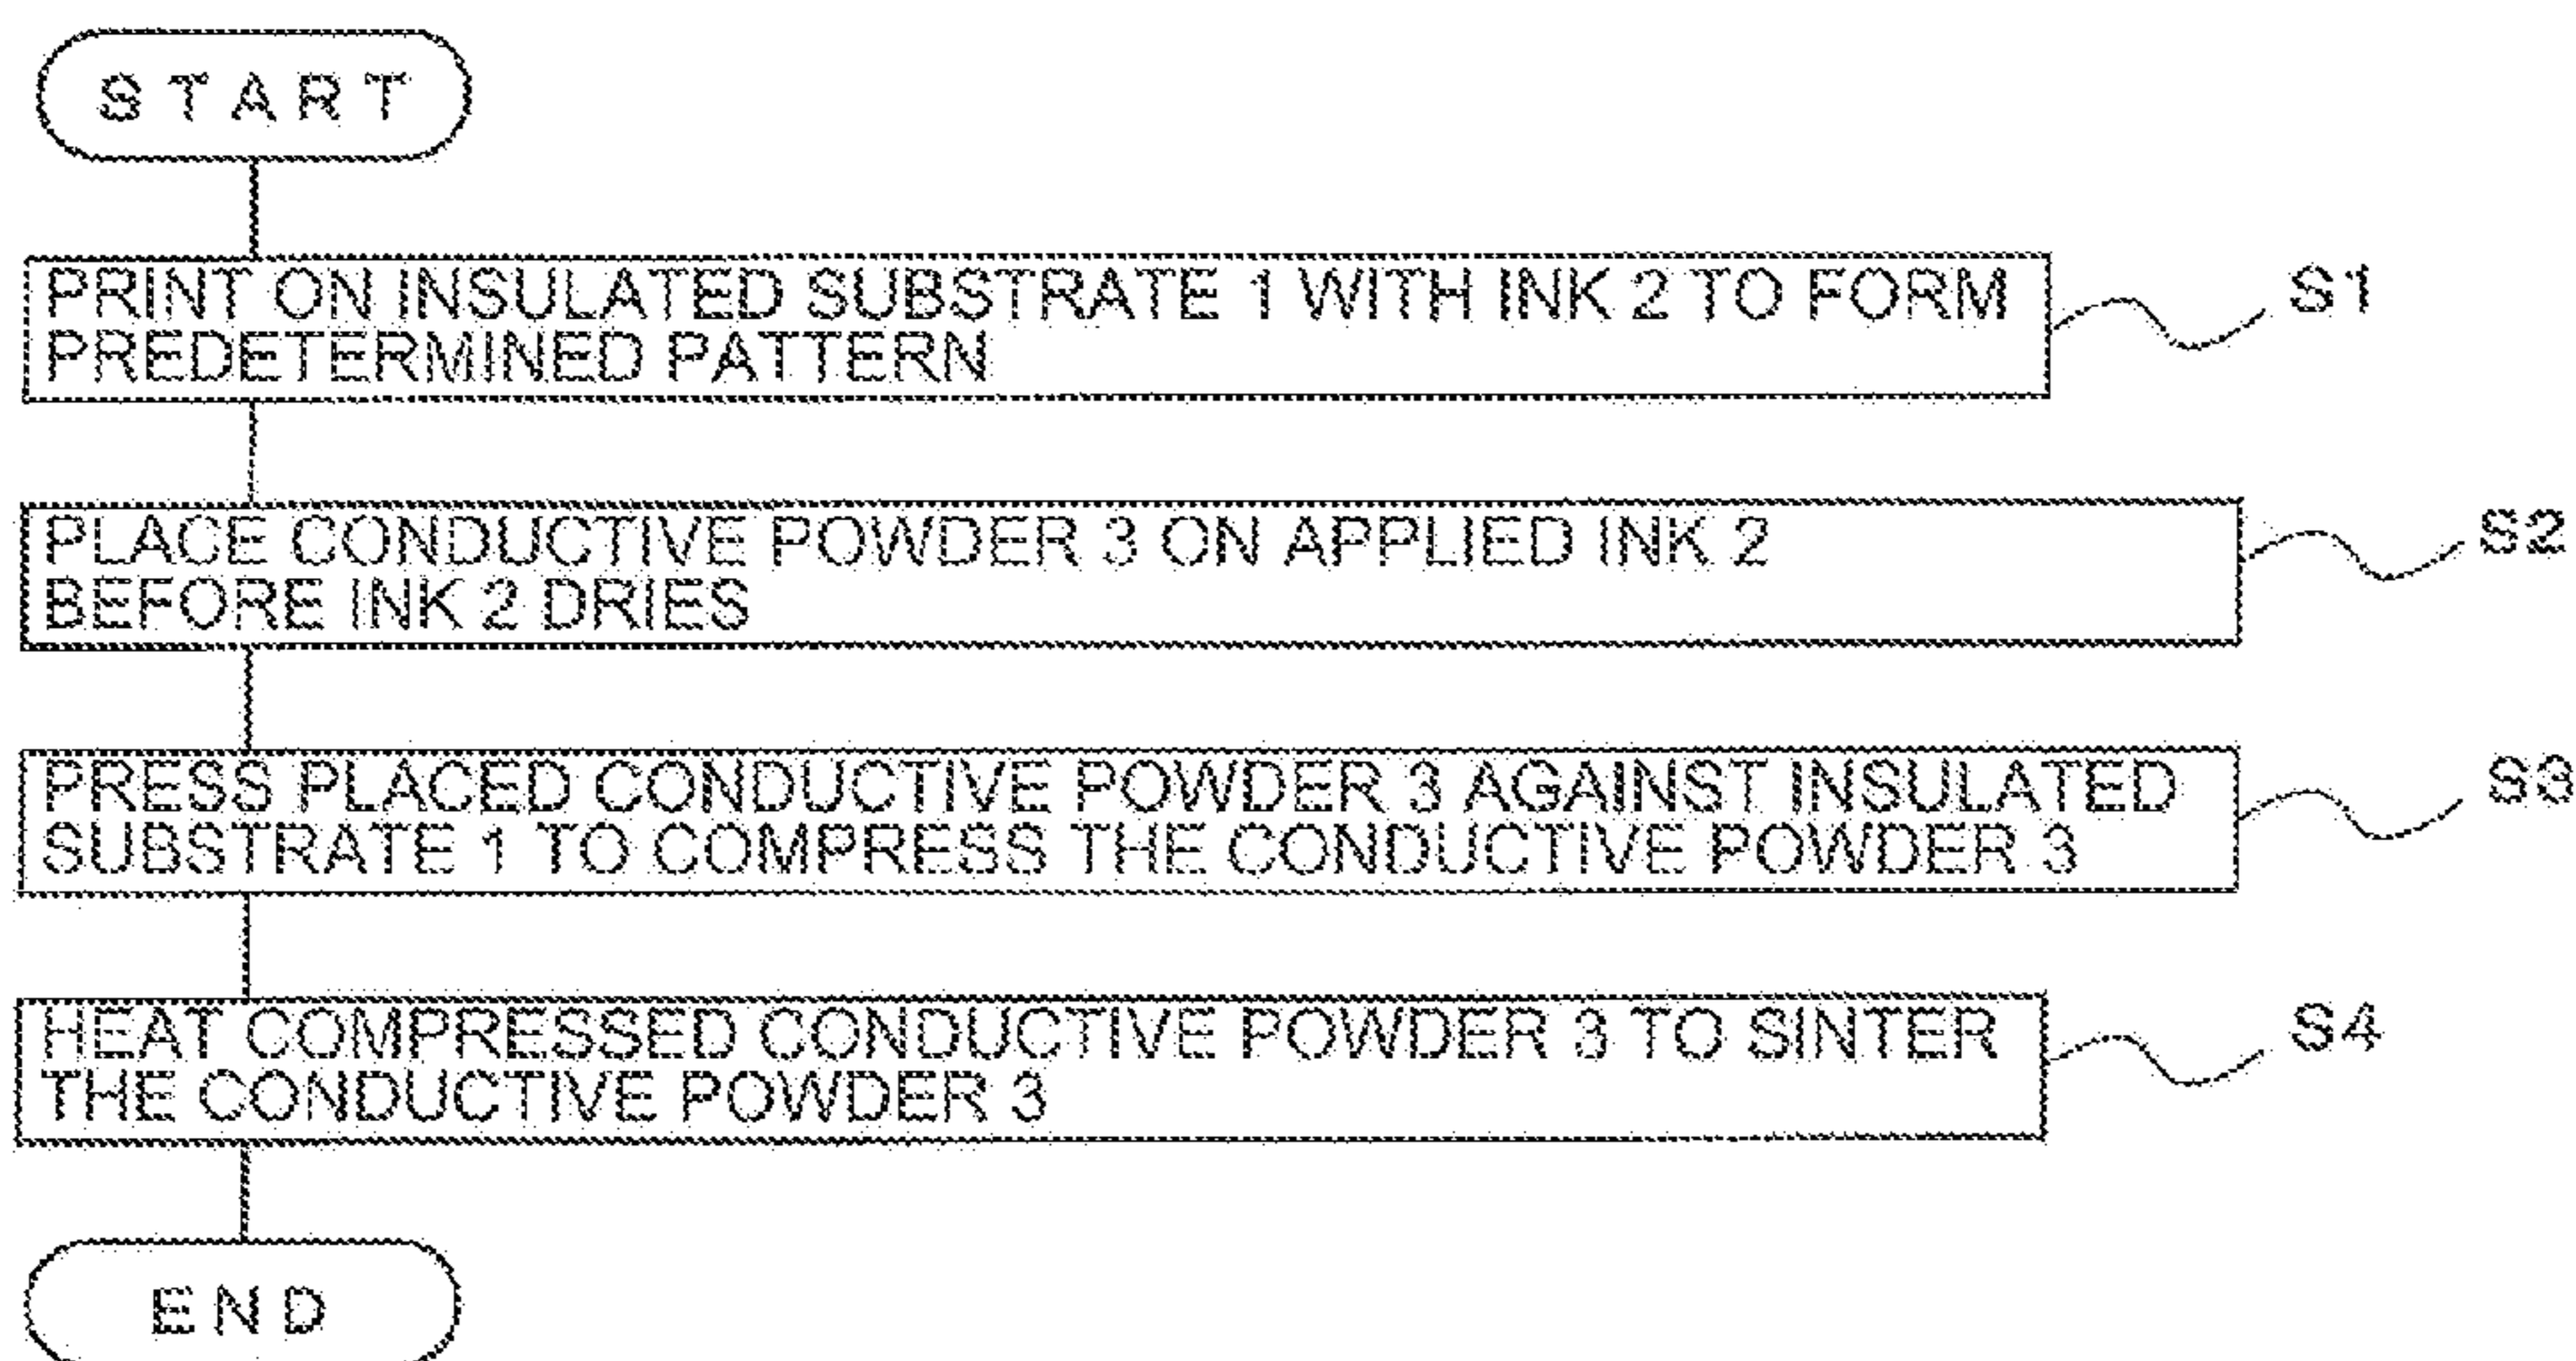 START
PRINT ON INSULATED SUBSTRATE 1 WITH INK 2 TO FORM
PREDETERMINED PATTERN
S1
PLACE CONDUCTIVE POWDER 3 ON APPLIED INK 2
BEFORE INK 2 DRIES
S2
PRESS PLACED CONDUCTIVE POWDER 3 AGAINST INSULATED
SUBSTRATE 1 TO COMPRESS THE CONDUCTIVE POWDER 3
S3
HEAT COMPRESSED CONDUCTIVE POWDER 3 TO SINTER
THE CONDUCTIVE POWDER 3
S4
END